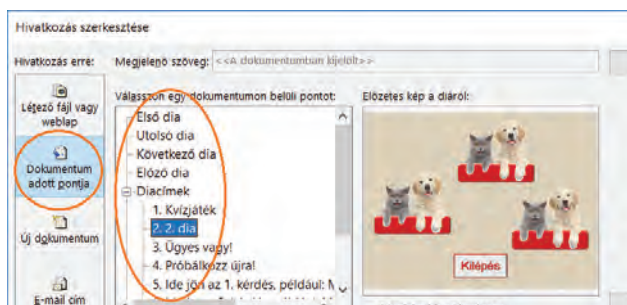 Hivatkozás szerkesztése
Hivatkozás erre:
Megjelenő szöveg: <<A dokumentumban kijelölt>>
Létező fájl vagy weblap
Dokumentum adott pontja
Új dokumentum
E-mail cím
Válasszon egy dokumentumon belüli pontot:
Első dia
Utolsó dia
Következő dia
Előző dia
Diacímek
1. Kvízjáték
2. 2. dia
3. Ügyes vagy!
4. Próbálkozz újra!
5. Ide jön az 1. kérdés, például: M
Előzetes kép a diáról:
Kilépés